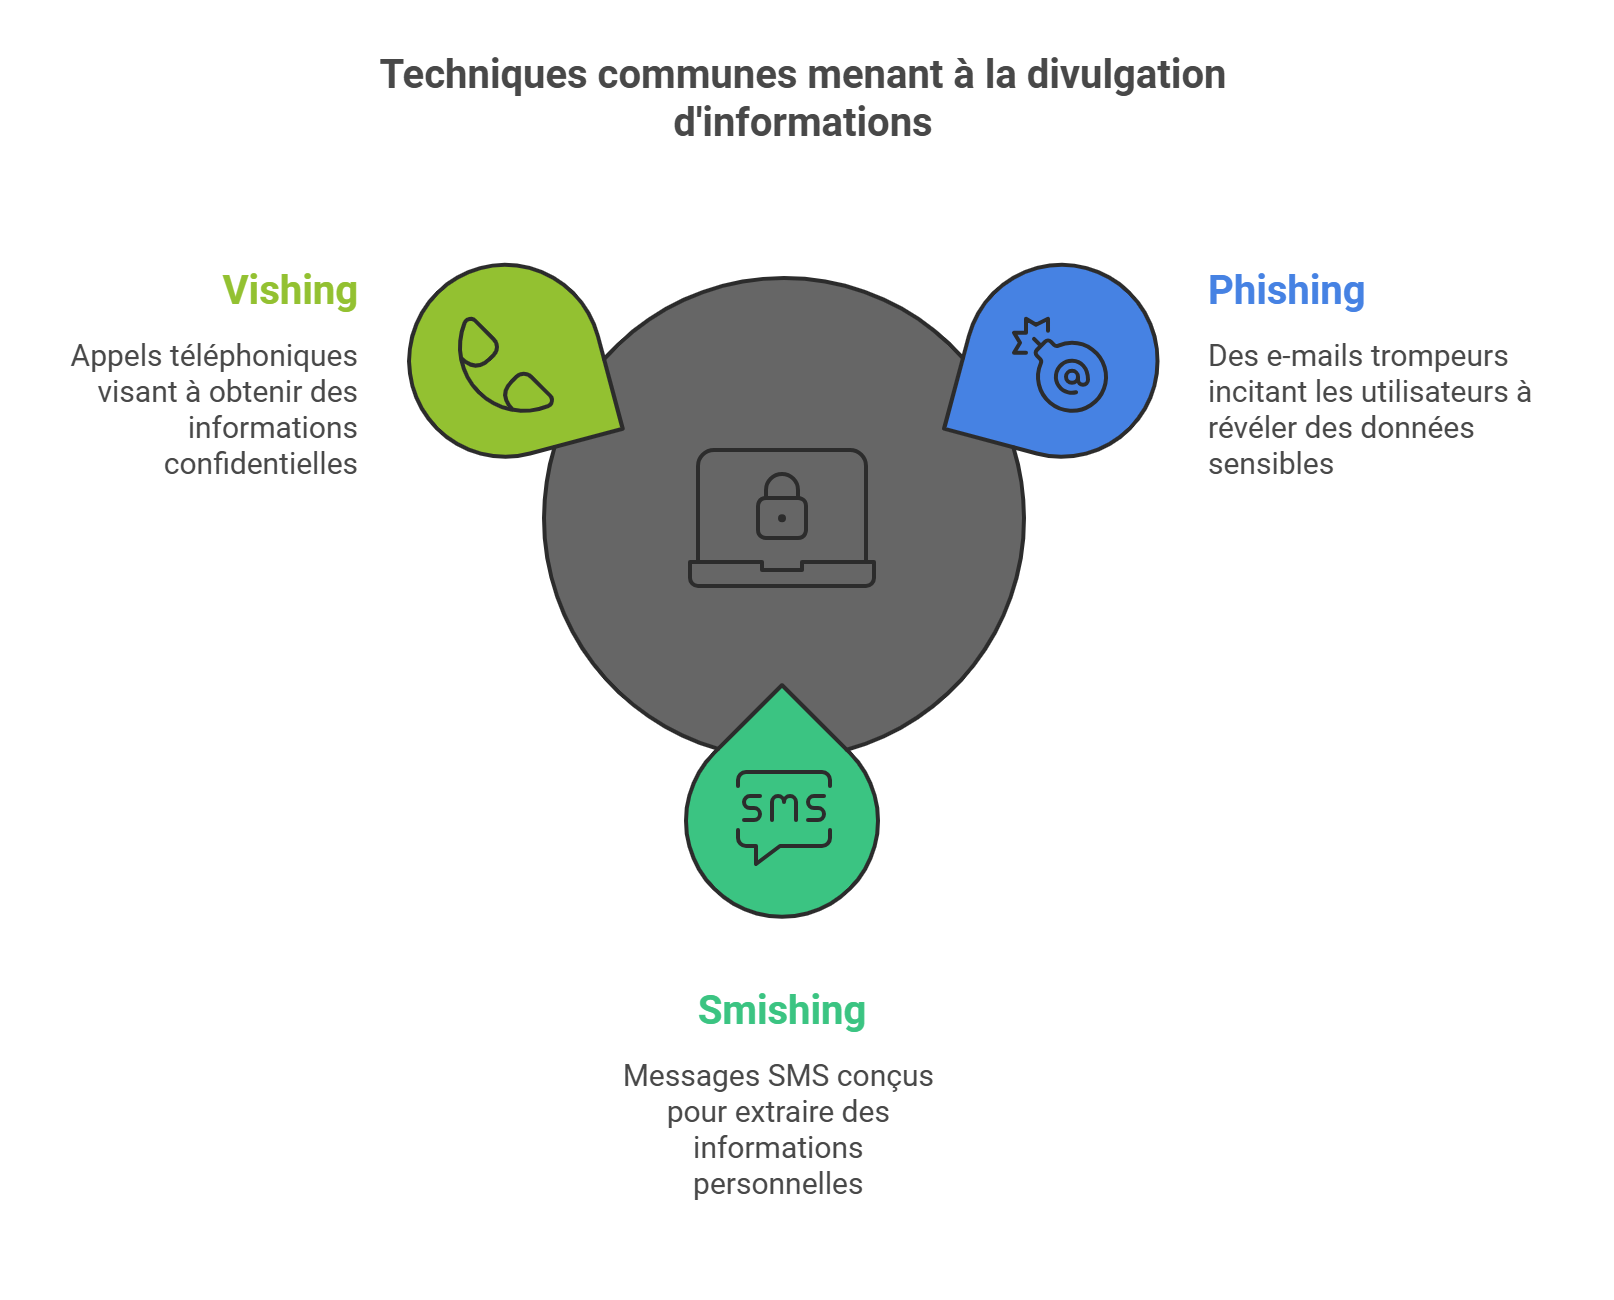 Techniques communes menant à la divulgation
d'informations
Vishing
Appels téléphoniques
visant à obtenir des
informations
confidentielles
Phishing
Des e-mails trompeurs
incitant les utilisateurs à
révéler des données
sensibles
sms
Smishing
Messages SMS conçus
pour extraire des
informations
personnelles